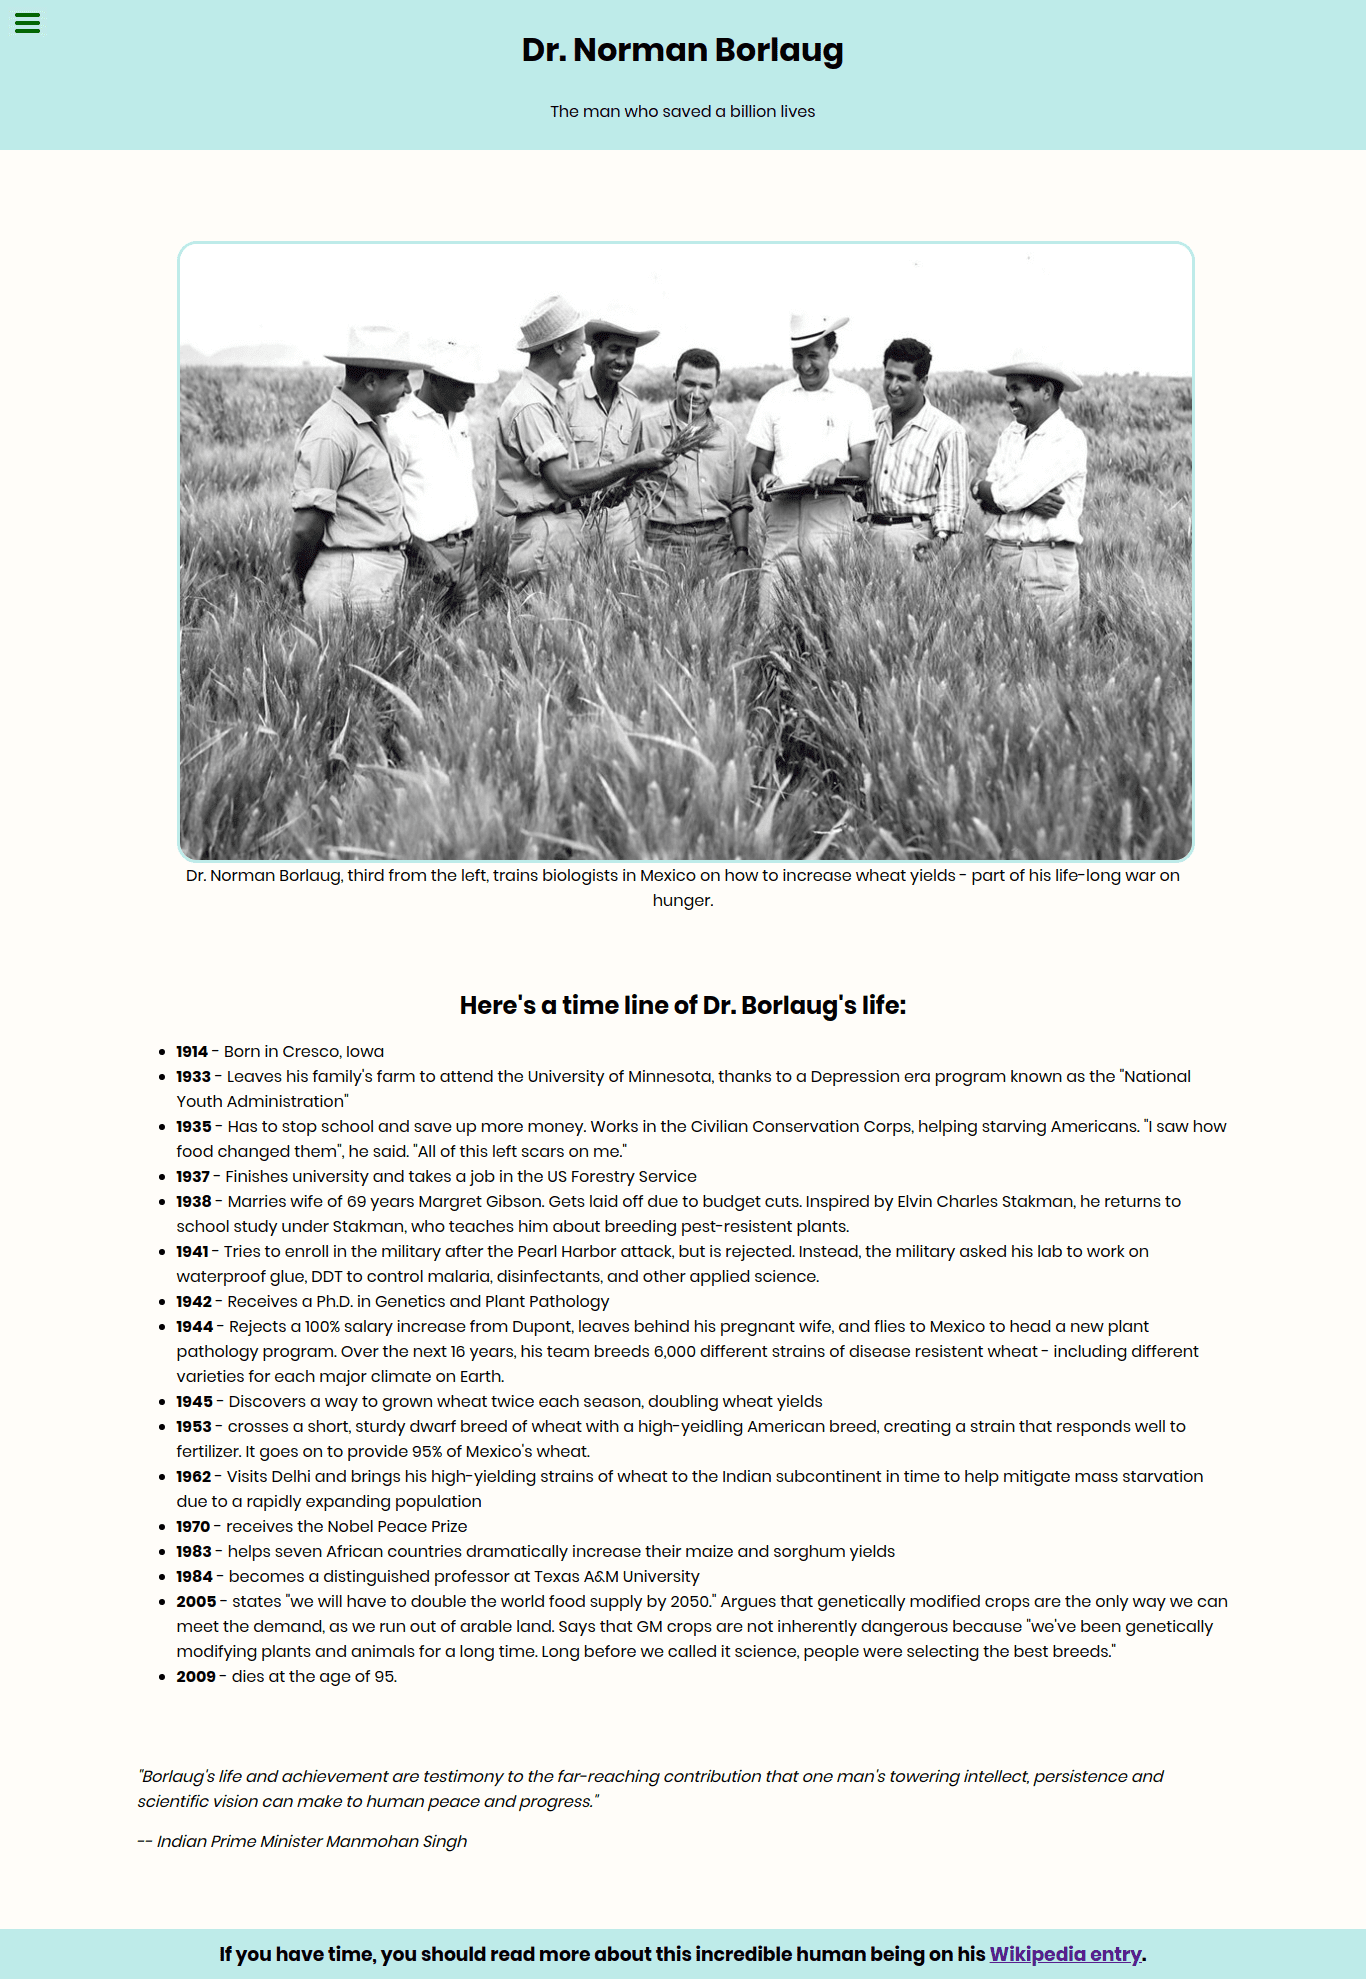 Dr. Norman Borlaug
The man who saved a billion lives
Dr. Norman Borlaug, third from the left, trains biologists in Mexico on how to increase wheat yields - part of his life-long war on
hunger.
Here's a time line of Dr. Borlaug's life:
• 1914 - Born in Cresco, Iowa
• 1933 - Leaves his family's farm to attend the University of Minnesota, thanks to a Depression era program known as the "National
Youth Administration"
• 1935 - Has to stop school and save up more money. Works in the Civilian Conservation Corps, helping starving Americans. "I saw how
food changed them", he said. "All of this left scars on me."
• 1937 - Finishes university and takes a job in the US Forestry Service
• 1938 - Marries wife of 69 years Margret Gibson. Gets laid off due to budget cuts. Inspired by Elvin Charles Stakman, he returns to
school study under Stakman, who teaches him about breeding pest-resistent plants.
• 1941 - Tries to enroll in the military after the Pearl Harbor attack, but is rejected. Instead, the military asked his lab to work on
waterproof glue, DDT to control malaria, disinfectants, and other applied science.
• 1942 - Receives a Ph.D. in Genetics and Plant Pathology
• 1944 - Rejects a 100% salary increase from Dupont, leaves behind his pregnant wife, and flies to Mexico to head a new plant
pathology program. Over the next 16 years, his team breeds 6,000 different strains of disease resistent wheat - including different
varieties for each major climate on Earth.
• 1945 - Discovers a way to grown wheat twice each season, doubling wheat yields
• 1953 - crosses a short, sturdy dwarf breed of wheat with a high-yeidling American breed, creating a strain that responds well to
fertilizer. It goes on to provide 95% of Mexico's wheat.
• 1962 - Visits Delhi and brings his high-yielding strains of wheat to the Indian subcontinent in time to help mitigate mass starvation
due to a rapidly expanding population
• 1970 - receives the Nobel Peace Prize
• 1983 - helps seven African countries dramatically increase their maize and sorghum yields
• 1984 - becomes a distinguished professor at Texas A&M University
• 2005 - states "we will have to double the world food supply by 2050." Argues that genetically modified crops are the only way we can
meet the demand, as we run out of arable land. Says that GM crops are not inherently dangerous because "we've been genetically
modifying plants and animals for a long time. Long before we called it science, people were selecting the best breeds."
• 2009 - dies at the age of 95.
"Borlaug's life and achievement are testimony to the far-reaching contribution that one man's towering intellect, persistence and
scientific vision can make to human peace and progress."
-- Indian Prime Minister Manmohan Singh
If you have time, you should read more about this incredible human being on his Wikipedia entry.